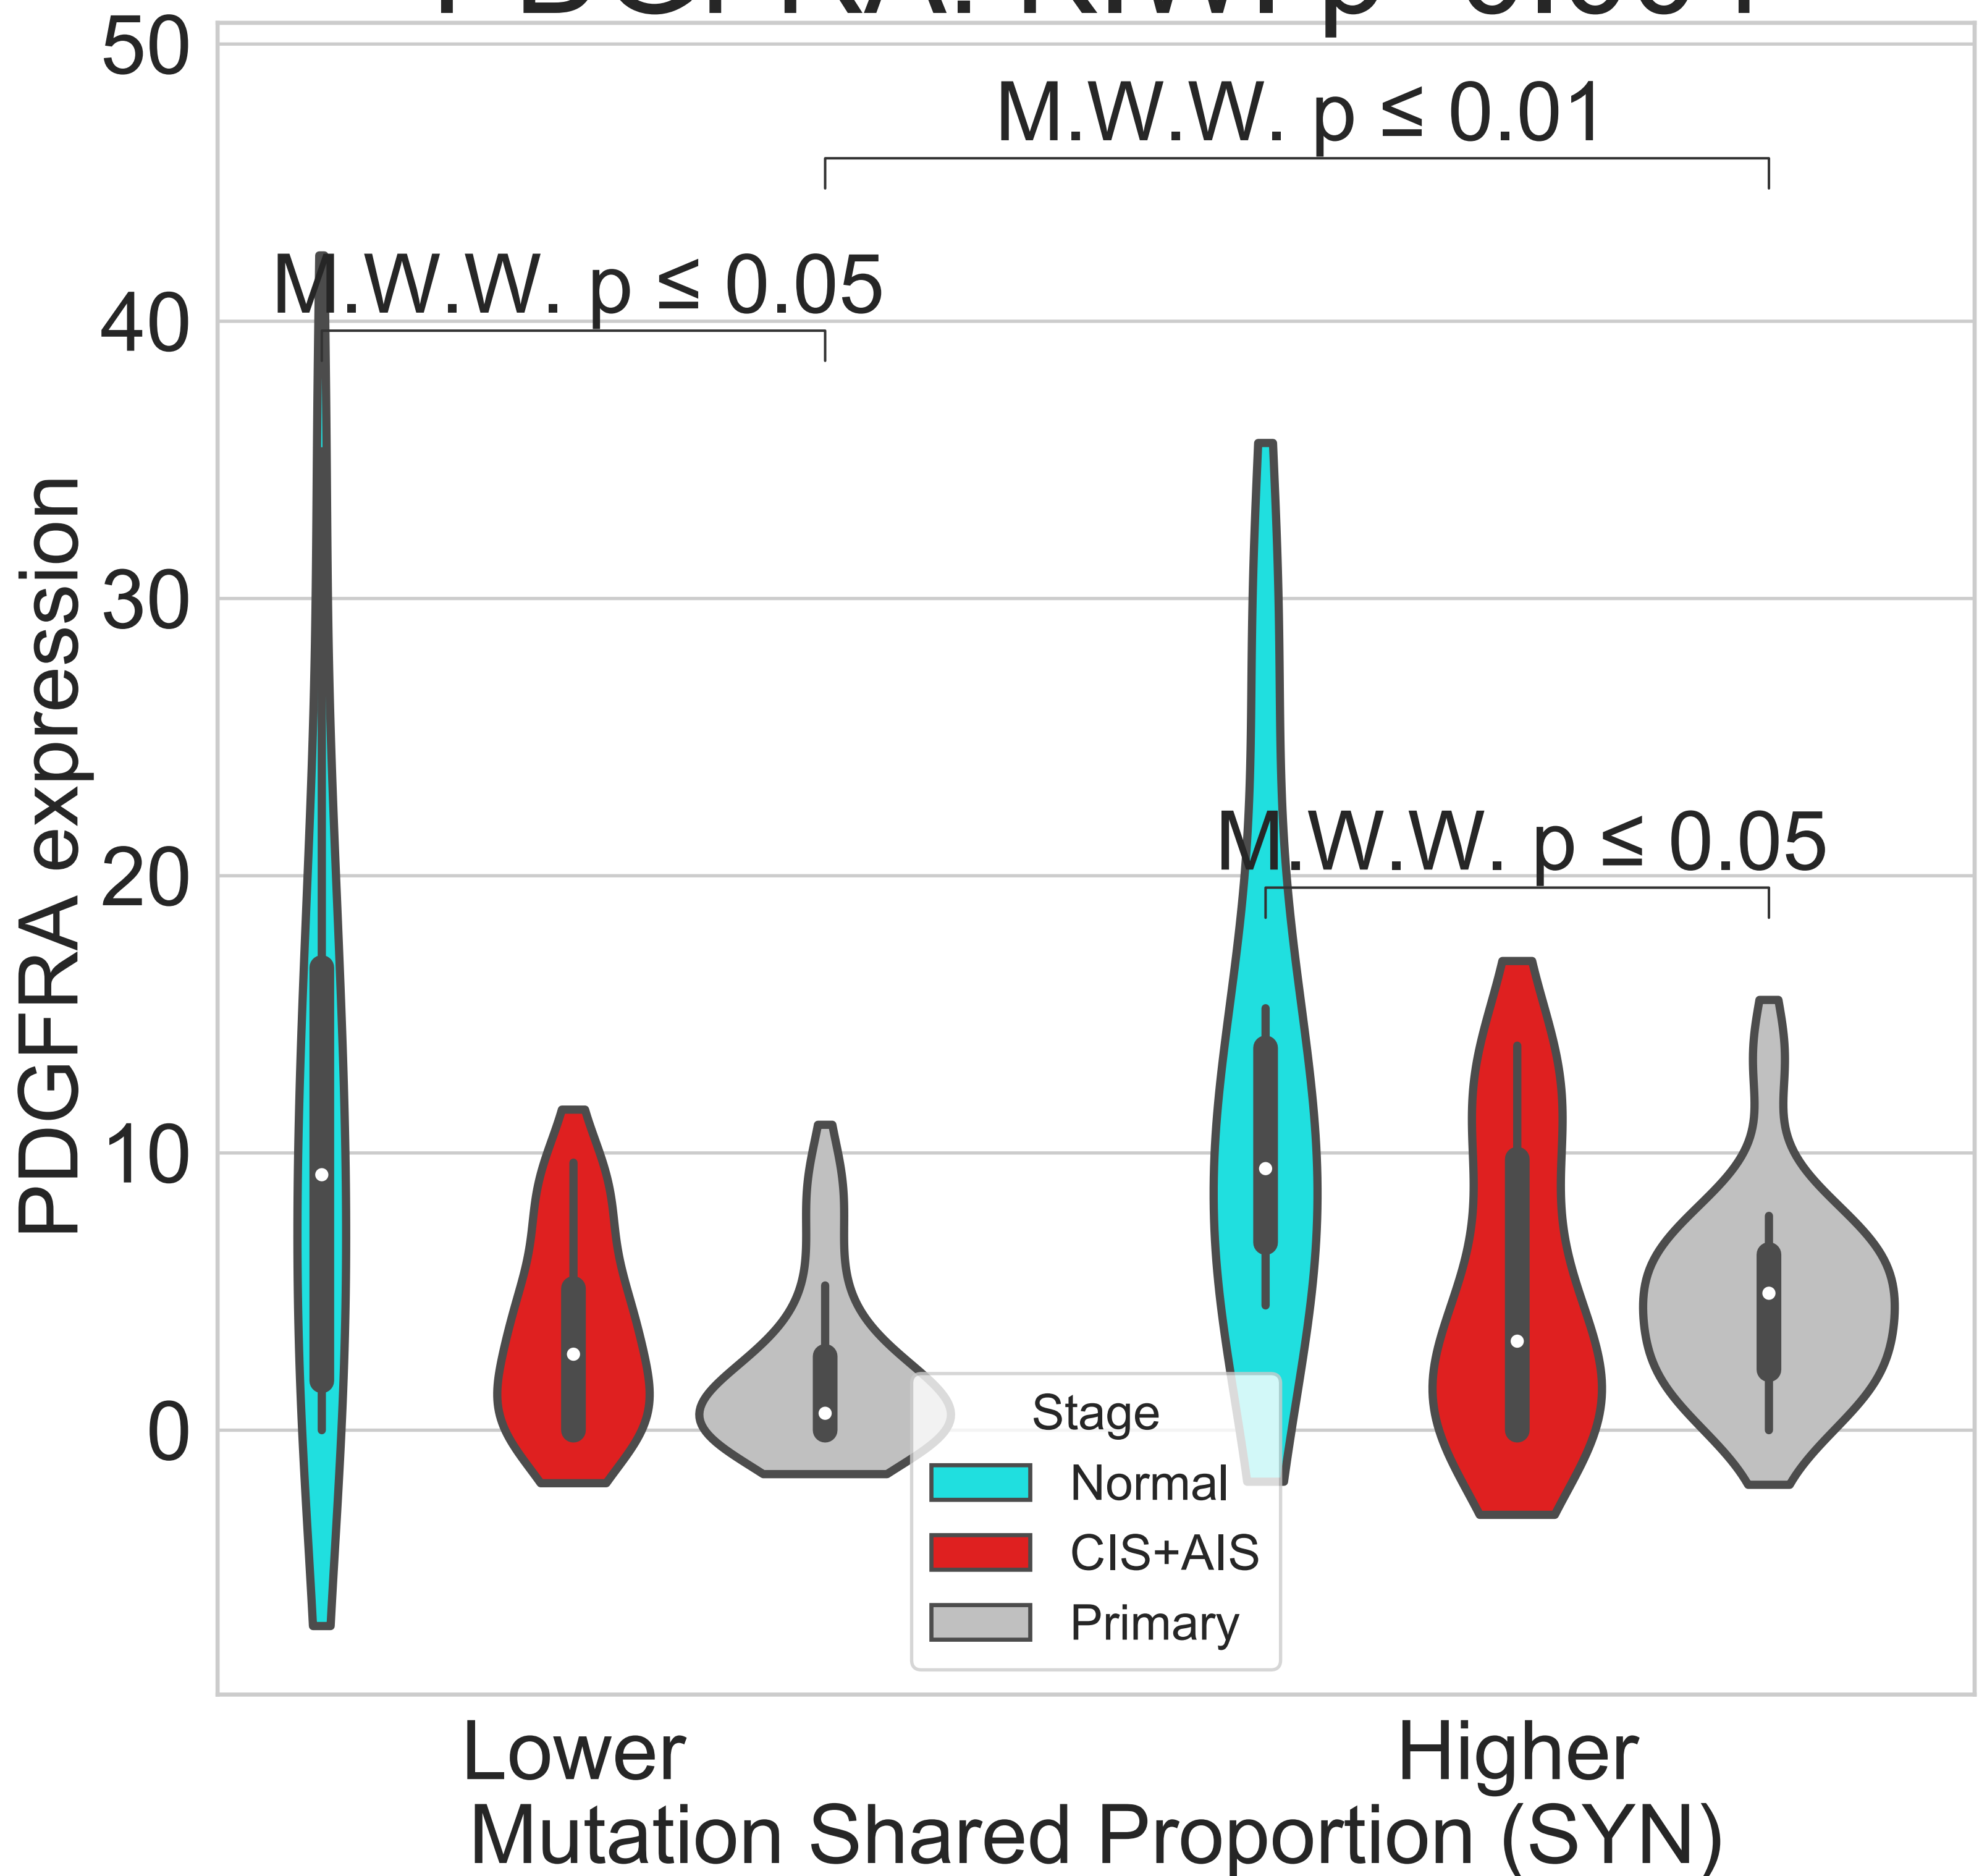 50
M.W.W. p ≤ 0.01
M.W.W. p ≤ 0.05
40
30
M.W.W. p ≤ 0.05
20
10
0
PDGFRA expression
Stage
Normal
CIS+AIS
Primary
Lower
Higher
Mutation Shared Proportion (SYN)